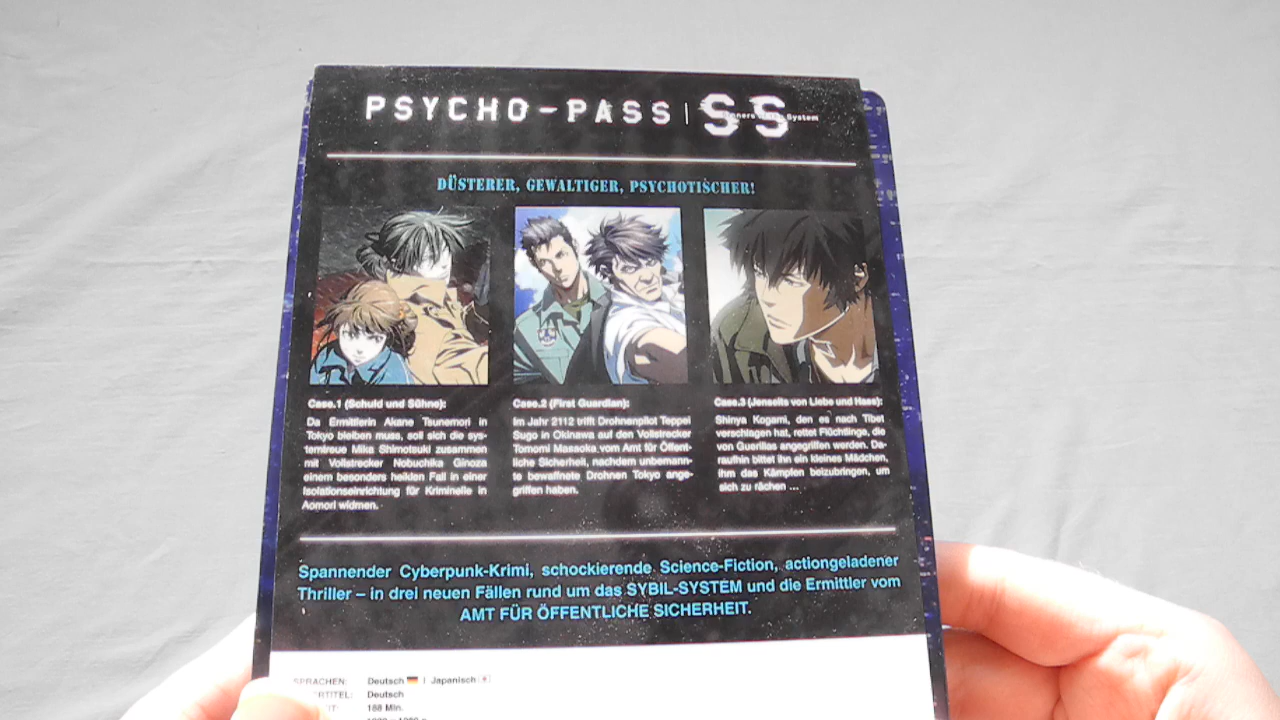 PSYCHO-PASS | SS
Sinners of the System
DÜSTERER, GEWALTIGER, PSYCHOTISCHER!
Case.1 (Schuld und Sühne):
Da Ermittlerin Akane Tsunemori in
Tokyo bleiben muss, soll sich die sys-
temtreue Mika Shimotsuki zusammen
mit Vollstrecker Nobuchika Ginoza
einem besonders heiklen Fall in einer
Isolationseinrichtung für Kriminelle in
Aomori widmen.
Case.2 (First Guardian):
Im Jahr 2112 trifft Drohnenpilot Teppei
Sugo in Okinawa auf den Vollstrecker
Tomomi Masaoka vom Amt für Öffent-
liche Sicherheit, nachdem unbemann-
te bewaffnete Drohnen Tokyo ange-
griffen haben.
Case.3 (Jenseits von Liebe und Hass):
Shinya Kogami, den es nach Tibet
verschlagen hat, rettet Flüchtlinge, die
von Guerillas angegriffen werden. Da-
raufhin bittet ihn ein kleines Mädchen,
ihm das Kämpfen beizubringen, um
sich zu rächen ...
Spannender Cyberpunk-Krimi, schockierende Science-Fiction, actiongeladener
Thriller – in drei neuen Fällen rund um das SYBIL-SYSTEM und die Ermittler vom
AMT FÜR ÖFFENTLICHE SICHERHEIT.
SPRACHEN: Deutsch | Japanisch
Deutsch
188 Min.